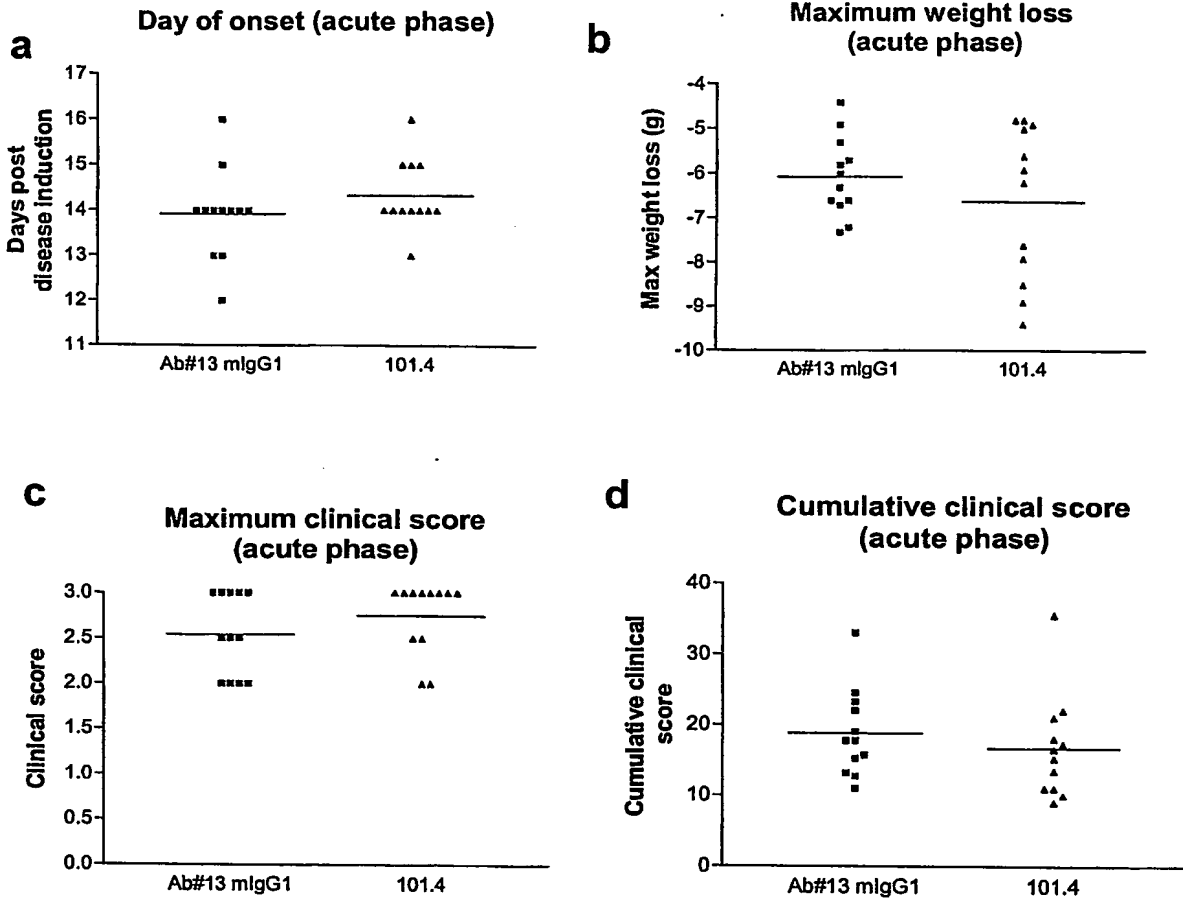 a
Day of onset (acute phase)
Days post
disease induction
17
16
15
14
13
12
11
Ab#13 mIgG1
101.4
b
Maximum weight loss
(acute phase)
Max weight loss (g)
-4
-5
-6
-7
-8
-9
-10
Ab#13 mIgG1
101.4
c
Maximum clinical score
(acute phase)
Clinical score
3.0
2.5
2.0
1.5
1.0
0.5
0.0
Ab#13 mIgG1
101.4
d
Cumulative clinical score
(acute phase)
Cumulative clinical
score
40
30
20
10
0
Ab#13 mIgG1
101.4